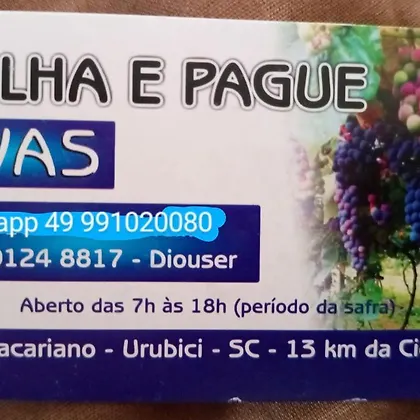 LHA E PAGUE
VAS
app 49 991020080
0124 8817 - Diouser
Aberto das 7h às 18h (período da safra)
acariano - Urubici - SC - 13 km da Ci